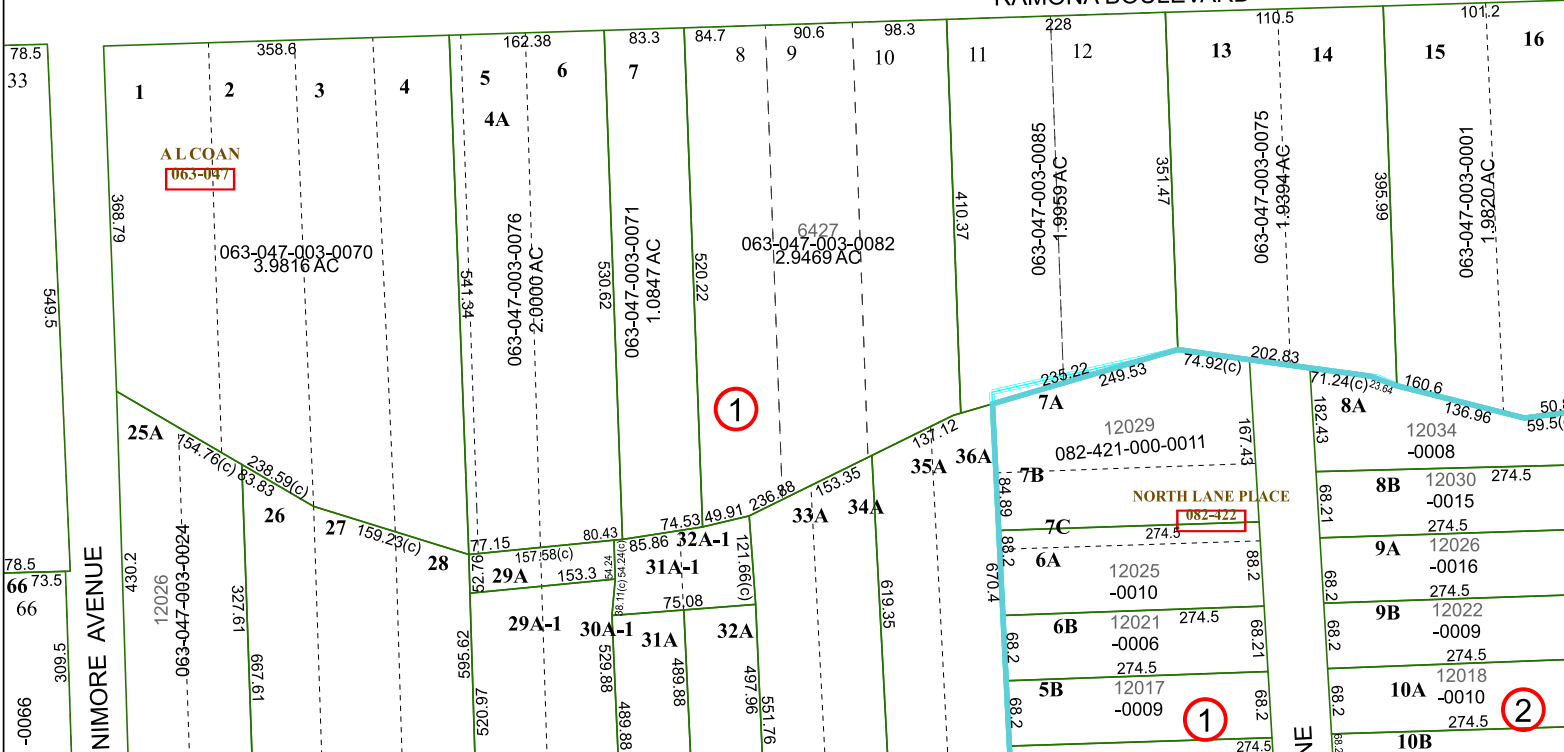 78.5
33
358.6
162.38
83.3
84.7
90.6
98.3
228
110.5
101.2
1
2
3
4
5
6
7
8
9
10
11
12
13
14
15
16
4A
A L COAN
063-047
368.79
063-047-003-0070
3.9816 AC
541.34
063-047-003-0076
2.0000 AC
530.62
063-047-003-0071
1.0847 AC
520.22
6427
063-047-003-0082
2.9469 AC
410.37
063-047-003-0085
1.9959 AC
351.47
063-047-003-0075
1.9394 AC
395.99
063-047-003-0001
1.9820 AC
549.5
1
235.22
249.53
74.92(c)
202.83
71.24(c)
23.64
160.6
136.96
25A
154.76(c)
238.59(c)
83.83
26
27
159.23(c)
28
77.15
157.58(c)
80.43
74.53
49.91
236.88
153.35
137.12
85.86
32A-1
33A
34A
35A
36A
7A
12029
082-421-000-0011
167.43
182.43
8A
12034
-0008
7B
84.89
NORTH LANE PLACE
082-422
8B
12030
-0015
274.5
68.21
274.5
7C
274.5
78.5
73.5
66
66
430.2
12026
063-047-003-0024
327.61
52.76
29A
153.3
54.24
54.24(c)
38.11(c)
31A-1
121.66(c)
75.08
619.35
88.2
670.4
6A
12025
-0010
88.2
9A
12026
-0016
274.5
68.2
29A-1
30A-1
31A
32A
6B
12021
-0006
274.5
68.21
68.2
274.5
9B
12022
-0009
274.5
68.2
309.5
NIMORE AVENUE
667.61
595.62
520.97
529.88
489.88
489.88
497.96
551.76
5B
12017
-0009
68.2
68.2
1
274.5
10A
12018
-0010
274.5
68.2
2
10B
-0066